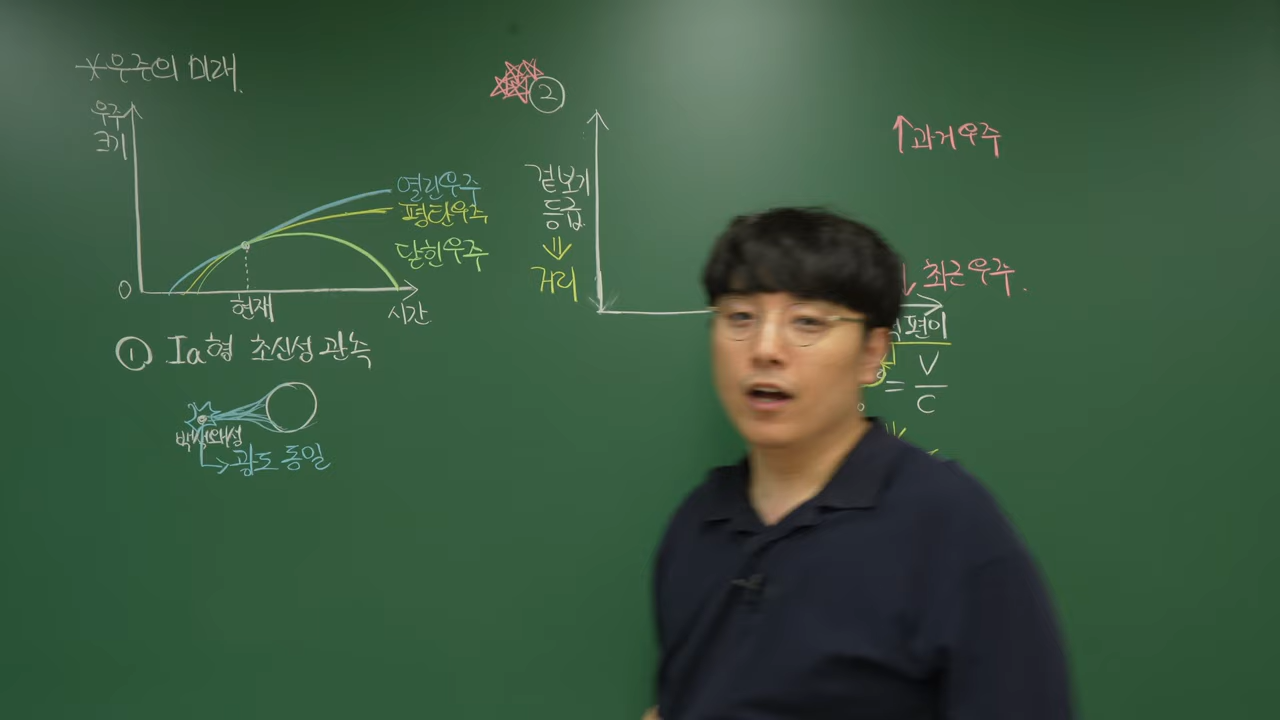 *우주의 미래.
우주
크기
열린우주
평탄우주
닫힌우주
0
현재
시간.
① Ia형 초신성 관측
백색왜성
↳광도 동일
②
겉보기
등급
⇓
거리
↑과거우주
↓최근우주.
편이
= V/C